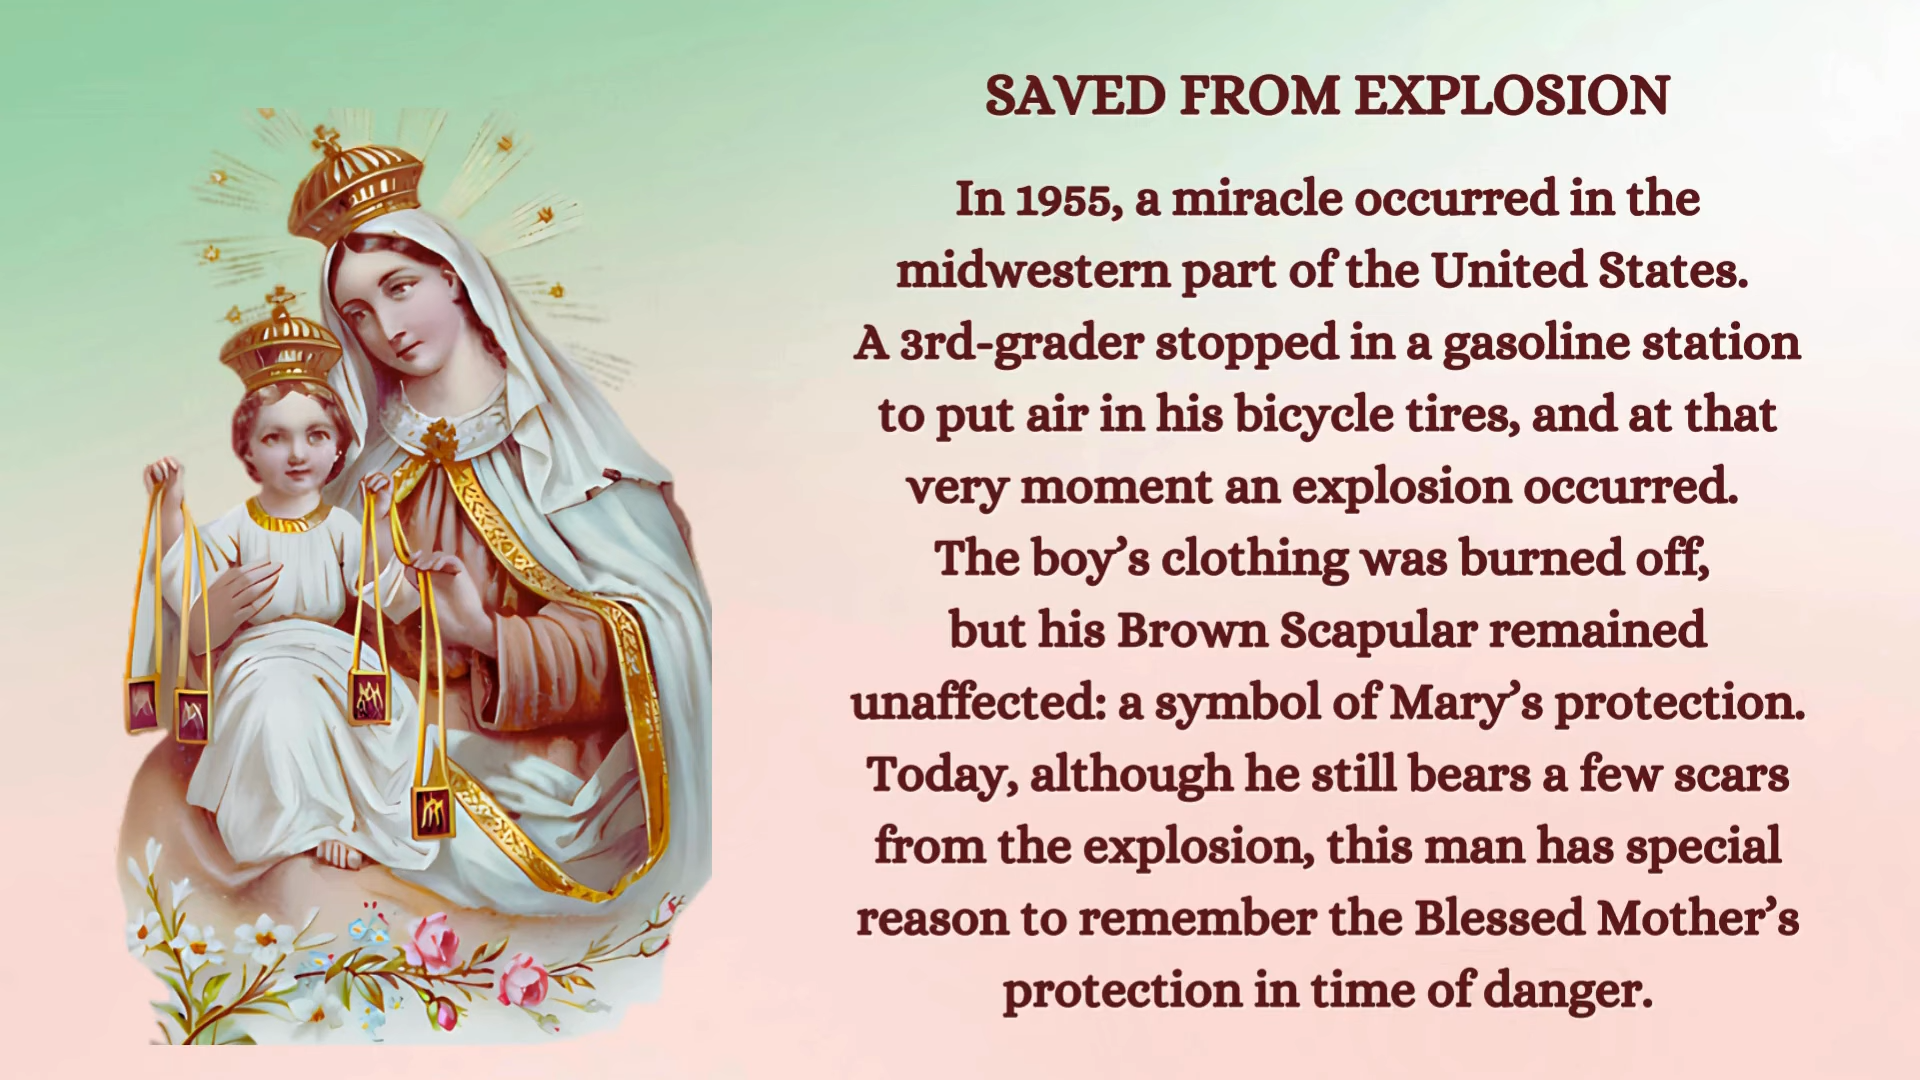 SAVED FROM EXPLOSION
In 1955, a miracle occurred in the
midwestern part of the United States.
A 3rd-grader stopped in a gasoline station
to put air in his bicycle tires, and at that
very moment an explosion occurred.
The boy’s clothing was burned off,
but his Brown Scapular remained
unaffected: a symbol of Mary’s protection.
Today, although he still bears a few scars
from the explosion, this man has special
reason to remember the Blessed Mother’s
protection in time of danger.